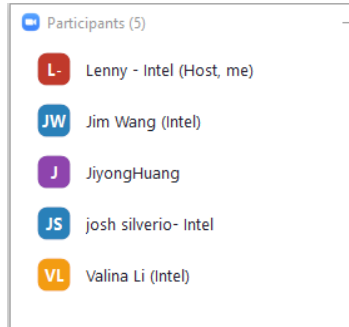 Participants (5)
L- Lenny - Intel (Host, me)
JW Jim Wang (Intel)
J JiyongHuang
JS josh silverio- Intel
VL Valina Li (Intel)